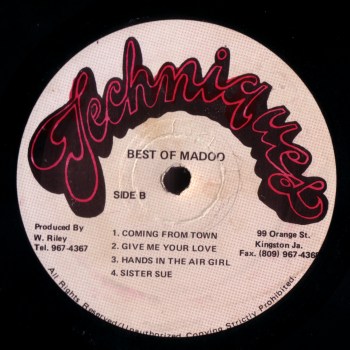 Techniques
BEST OF MADOO
SIDE B
Produced By
W. Riley
Tel. 967-4367
1. COMING FROM TOWN
2. GIVE ME YOUR LOVE
3. HANDS IN THE AIR GIRL
4. SISTER SUE
99 Orange St.
Kingston Ja.
Fax. (809) 967-4368
All Rights Reserved/Unauthorized Copying Strictly Prohibited.